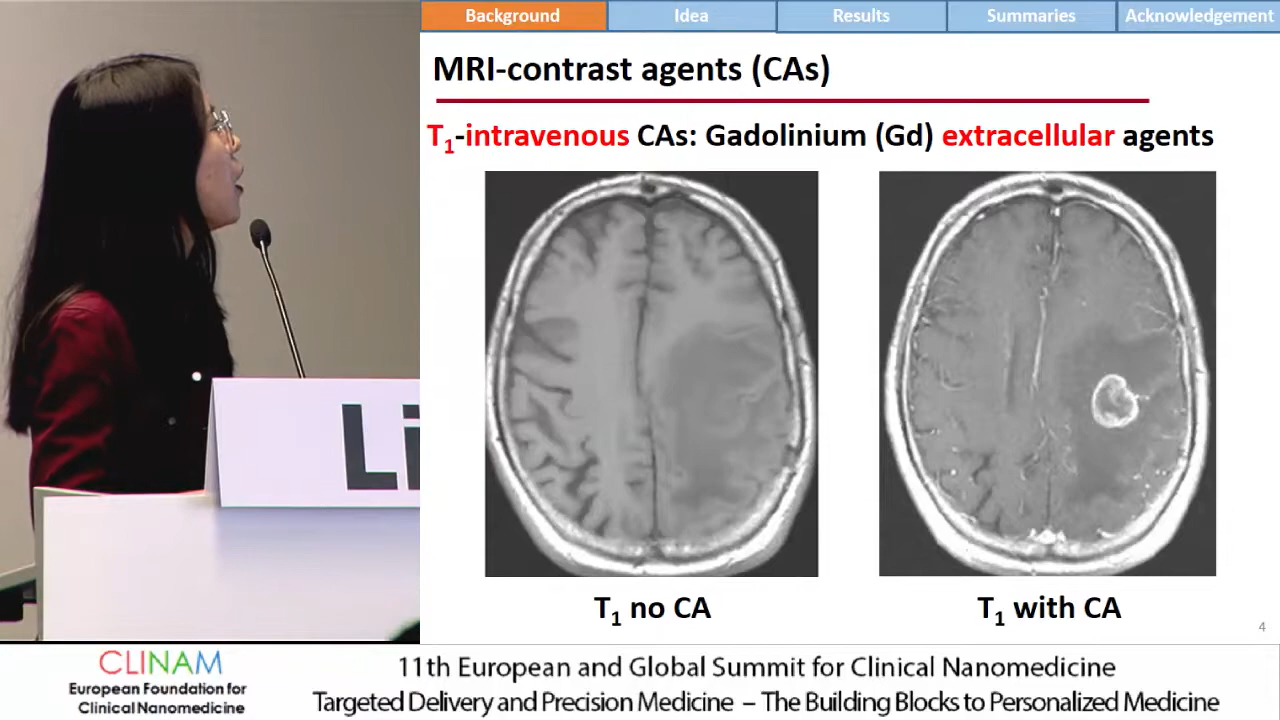 Background Idea Results Summaries Acknowledgement
MRI-contrast agents (CAs)
T1-intravenous CAs: Gadolinium (Gd) extracellular agents
T1 no CA
T1 with CA
4
Li
CLINAM
European Foundation for
Clinical Nanomedicine
11th European and Global Summit for Clinical Nanomedicine
Targeted Delivery and Precision Medicine – The Building Blocks to Personalized Medicine